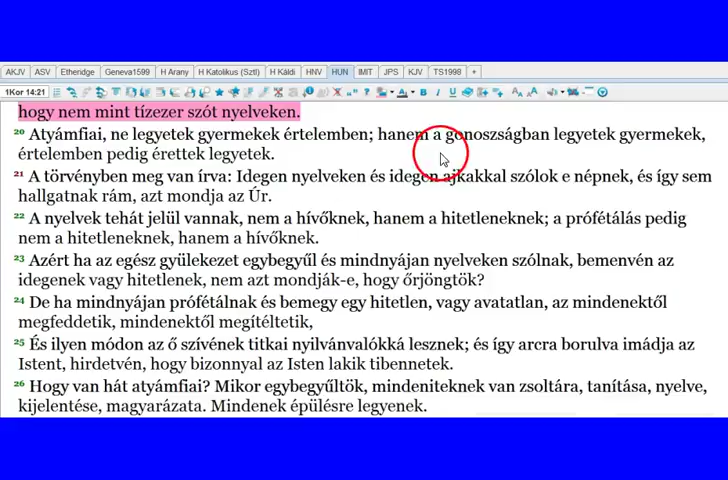 AKJV ASV Etheridge Geneva1599 H Arany H Katolikus (Sztl) H Káldi HNV HUN IMIT JPS KJV TS1998 +
1Kor 14:21
hogy nem mint tízezer szót nyelveken.
20 Atyámfiai, ne legyetek gyermekek értelemben; hanem a gonoszságban legyetek gyermekek,
értelemben pedig érettek legyetek.
21 A törvényben meg van írva: Idegen nyelveken és idegen ajkakkal szólok e népnek, és így sem
hallgatnak rám, azt mondja az Úr.
22 A nyelvek tehát jelül vannak, nem a hívőknek, hanem a hitetleneknek; a prófétálás pedig
nem a hitetleneknek, hanem a hívőknek.
23 Azért ha az egész gyülekezet egybegyűl és mindnyájan nyelveken szólnak, bemenvén az
idegenek vagy hitetlenek, nem azt mondják-e, hogy őrjöngtök?
24 De ha mindnyájan prófétálnak és bemegy egy hitetlen, vagy avatatlan, az mindenektől
megfeddetik, mindenektől megítéltetik,
25 És ilyen módon az ő szívének titkai nyilvánvalókká lesznek; és így arcra borulva imádja az
Istent, hirdetvén, hogy bizonnyal az Isten lakik tibennetek.
26 Hogy van hát atyámfiai? Mikor egybegyűltök, mindeniteknek van zsoltára, tanítása, nyelve,
kijelentése, magyarázata. Mindenek épülésre legyenek.